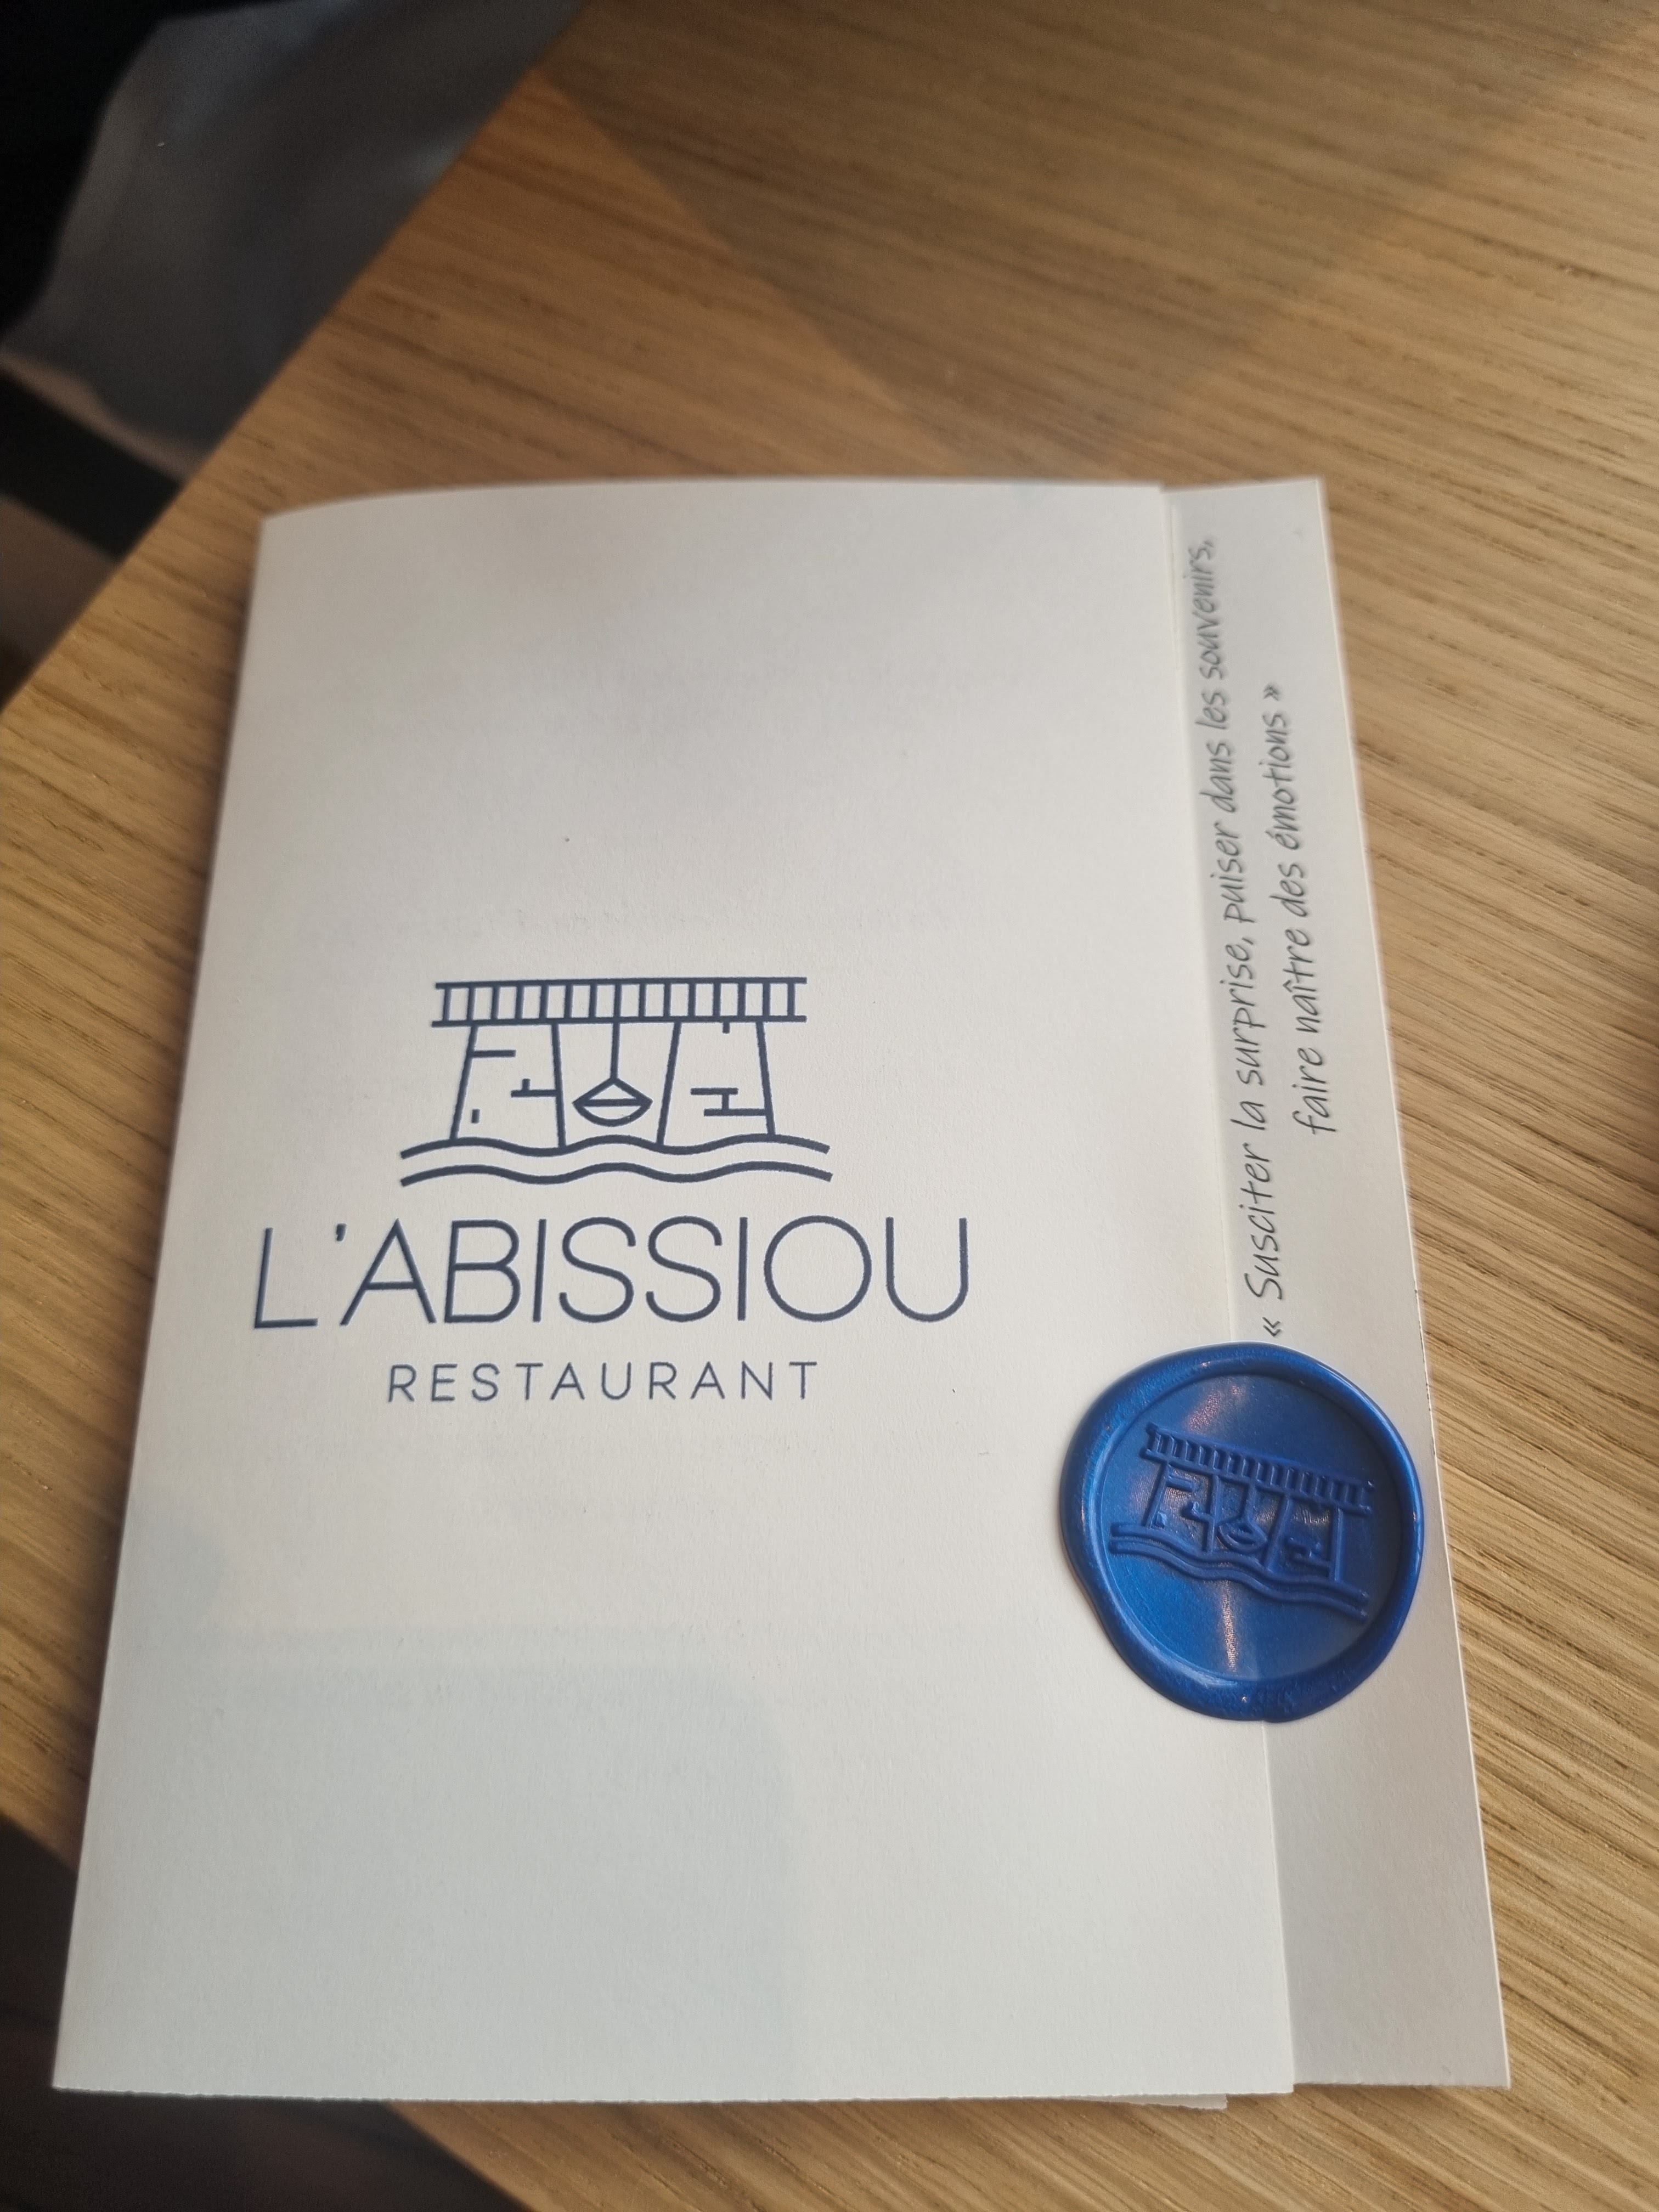 L'ABISSIOU
RESTAURANT
« Susciter la surprise, puiser dans les souvenirs,
faire naître des émotions »